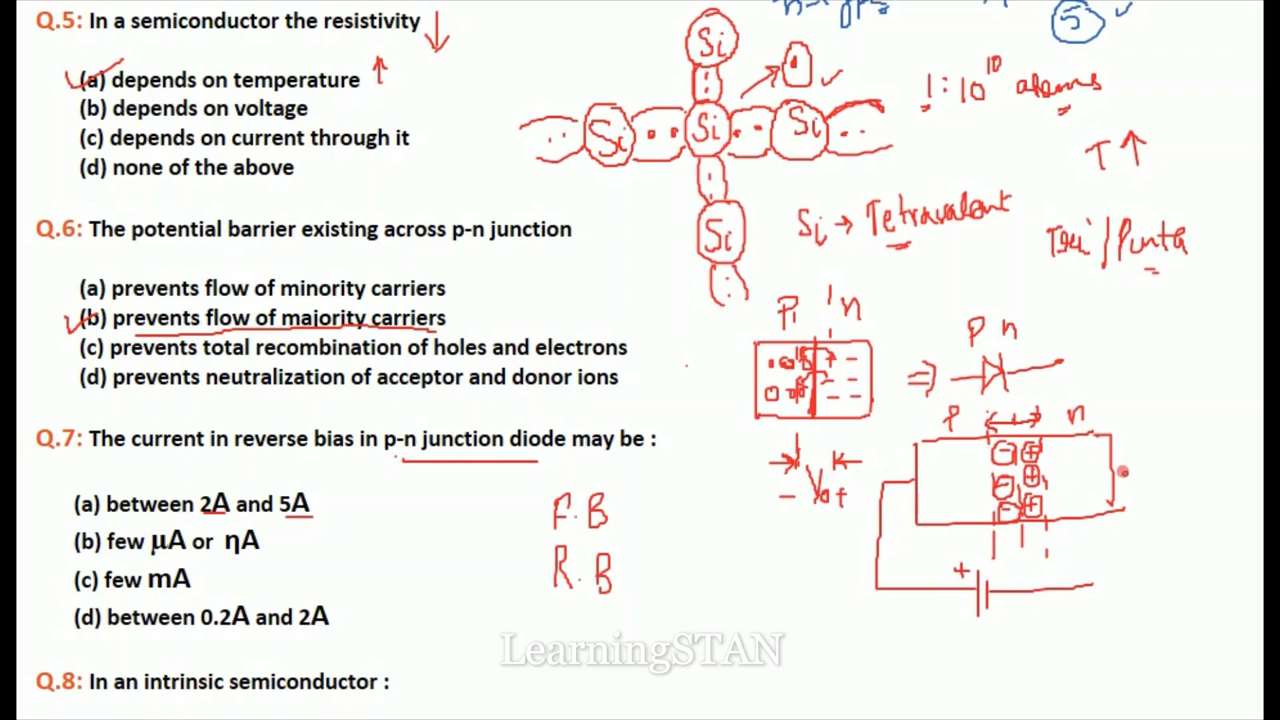 Q.5: In a semiconductor the resistivity ↓
(a) depends on temperature ↑
(b) depends on voltage
(c) depends on current through it
(d) none of the above
Q.6: The potential barrier existing across p-n junction
(a) prevents flow of minority carriers
(b) prevents flow of majority carriers
(c) prevents total recombination of holes and electrons
(d) prevents neutralization of acceptor and donor ions
Q.7: The current in reverse bias in p-n junction diode may be :
(a) between 2A and 5A
(b) few μA or ηA
(c) few mA
(d) between 0.2A and 2A
Q.8: In an intrinsic semiconductor :
5
Si
Si Si Si
Si
1:10¹⁰ atoms
T ↑
Si → Tetravalent
Tri/Penta
P n
P n
⇒
P n
- +
- +
- +
- V₀ +
+
F.B
R.B
LearningSTAN